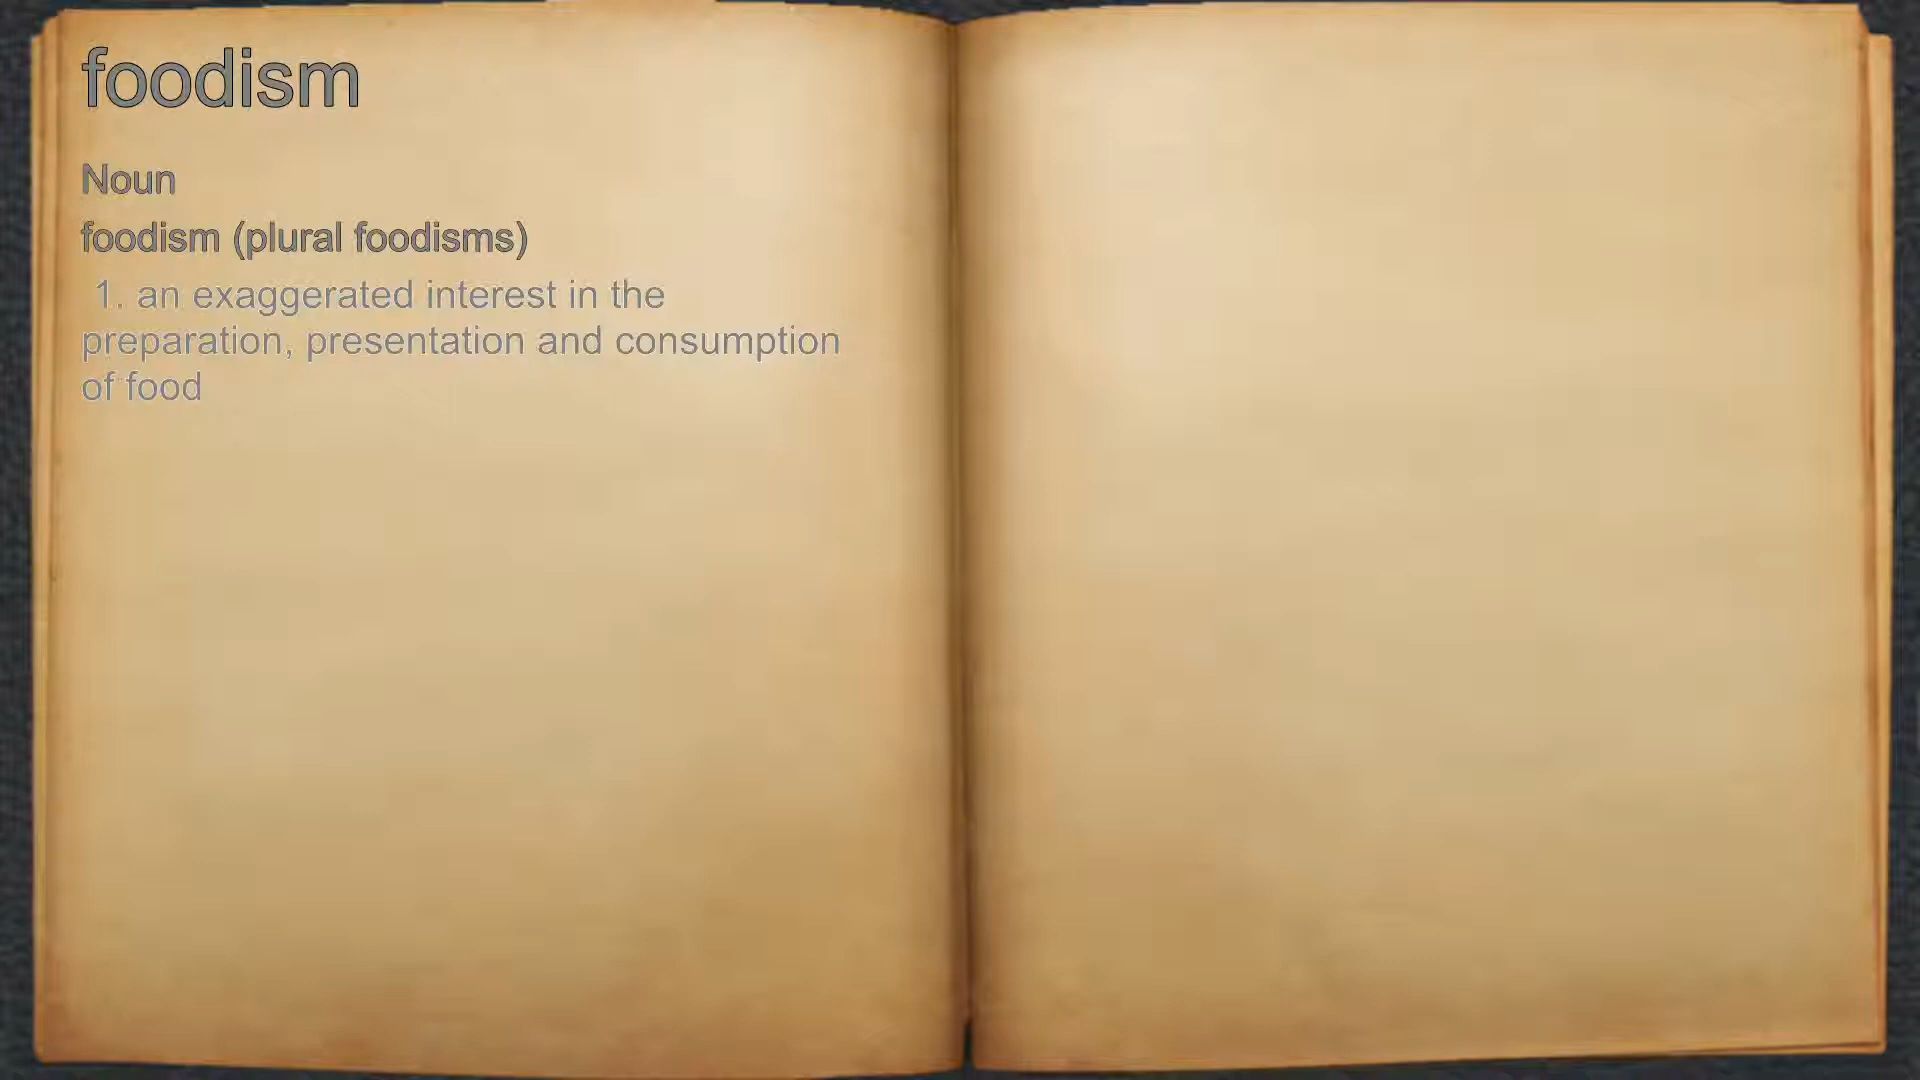 foodism
Noun
foodism (plural foodisms)
1. an exaggerated interest in the
preparation, presentation and consumption
of food